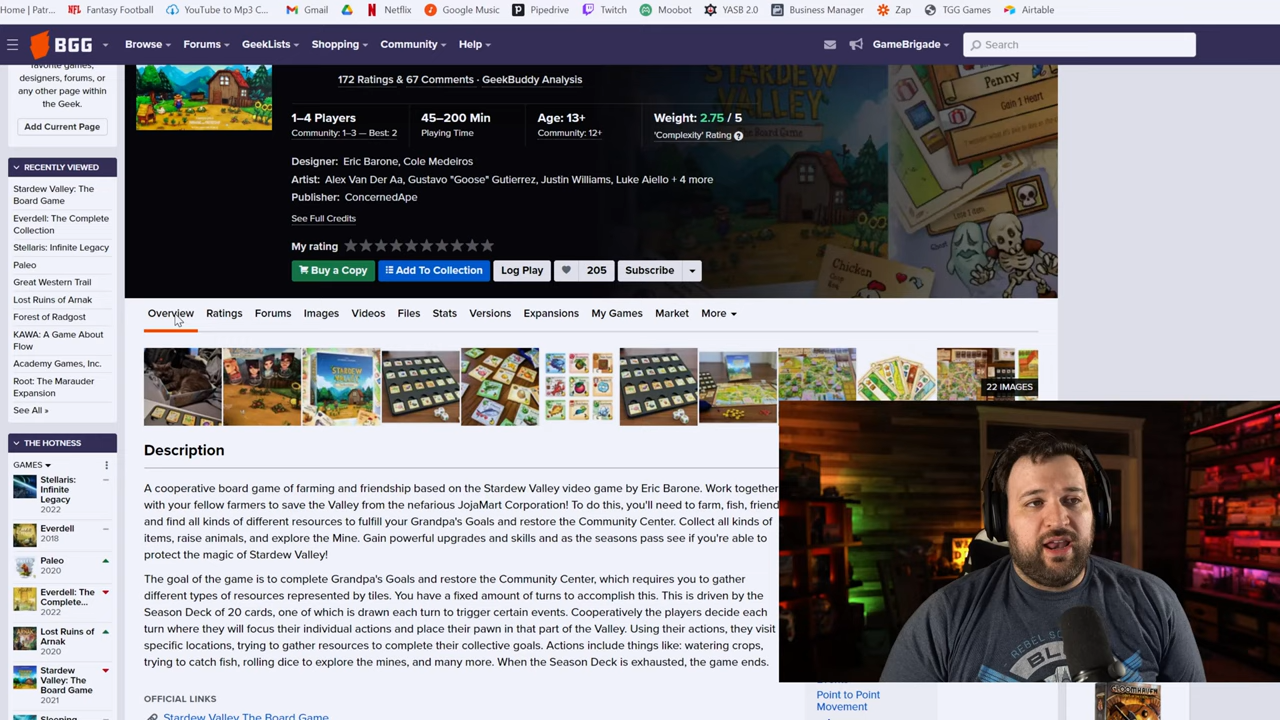 Home | Patr...
Fantasy Football
YouTube to Mp3 C...
Gmail
Netflix
Google Music
Pipedrive
Twitch
Moobot
YASB 2.0
Business Manager
Zap
TGG Games
Airtable
BGG
Browse
Forums
GeekLists
Shopping
Community
Help
GameBrigade
Search
favorite games,
designers, forums, or
any other page within
the Geek.
Add Current Page
RECENTLY VIEWED
Stardew Valley: The
Board Game
Everdell: The Complete
Collection
Stellaris: Infinite Legacy
Paleo
Great Western Trail
Lost Ruins of Arnak
Forest of Radgost
KAWA: A Game About
Flow
Academy Games, Inc.
Root: The Marauder
Expansion
See All »
THE HOTNESS
GAMES
Stellaris:
Infinite
Legacy
2022
Everdell
2018
Paleo
2020
Everdell: The
Complete...
2022
Lost Ruins of
Arnak
2020
Stardew
Valley: The
Board Game
2021
Sleeping
172 Ratings & 67 Comments · GeekBuddy Analysis
1–4 Players
Community: 1–3 — Best: 2
45–200 Min
Playing Time
Age: 13+
Community: 12+
Weight: 2.75 / 5
'Complexity' Rating ?
Designer: Eric Barone, Cole Medeiros
Artist: Alex Van Der Aa, Gustavo "Goose" Gutierrez, Justin Williams, Luke Aiello + 4 more
Publisher: ConcernedApe
See Full Credits
My rating
Buy a Copy
Add To Collection
Log Play
205
Subscribe
STARDEW
VALLEY
The Board Game
Penny
Gain 1 Heart
Chicken
Overview
Ratings
Forums
Images
Videos
Files
Stats
Versions
Expansions
My Games
Market
More
STARDEW
VALLEY
22 IMAGES
Description
A cooperative board game of farming and friendship based on the Stardew Valley video game by Eric Barone. Work together
with your fellow farmers to save the Valley from the nefarious JojaMart Corporation! To do this, you'll need to farm, fish, friend
and find all kinds of different resources to fulfill your Grandpa's Goals and restore the Community Center. Collect all kinds of
items, raise animals, and explore the Mine. Gain powerful upgrades and skills and as the seasons pass see if you're able to
protect the magic of Stardew Valley!
The goal of the game is to complete Grandpa's Goals and restore the Community Center, which requires you to gather
different types of resources represented by tiles. You have a fixed amount of turns to accomplish this. This is driven by the
Season Deck of 20 cards, one of which is drawn each turn to trigger certain events. Cooperatively the players decide each
turn where they will focus their individual actions and place their pawn in that part of the Valley. Using their actions, they visit
specific locations, trying to gather resources to complete their collective goals. Actions include things like: watering crops,
trying to catch fish, rolling dice to explore the mines, and many more. When the Season Deck is exhausted, the game ends.
OFFICIAL LINKS
Stardew Valley The Board Game
Point to Point
Movement
GLOOMHAVEN
REBEL
BL